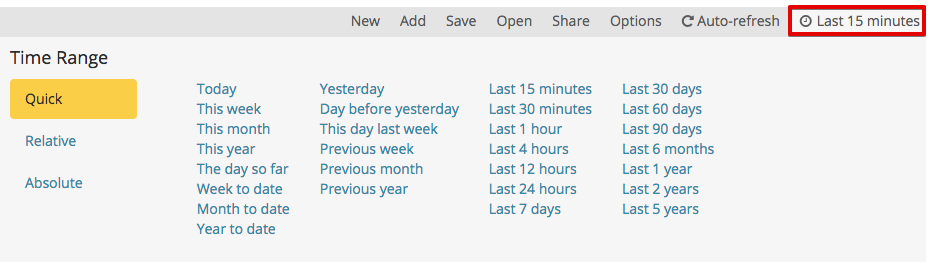 New Add Save Open Share Options Auto-refresh Last 15 minutes
Time Range
Quick
Relative
Absolute
Today
This week
This month
This year
The day so far
Week to date
Month to date
Year to date
Yesterday
Day before yesterday
This day last week
Previous week
Previous month
Previous year
Last 15 minutes
Last 30 minutes
Last 1 hour
Last 4 hours
Last 12 hours
Last 24 hours
Last 7 days
Last 30 days
Last 60 days
Last 90 days
Last 6 months
Last 1 year
Last 2 years
Last 5 years